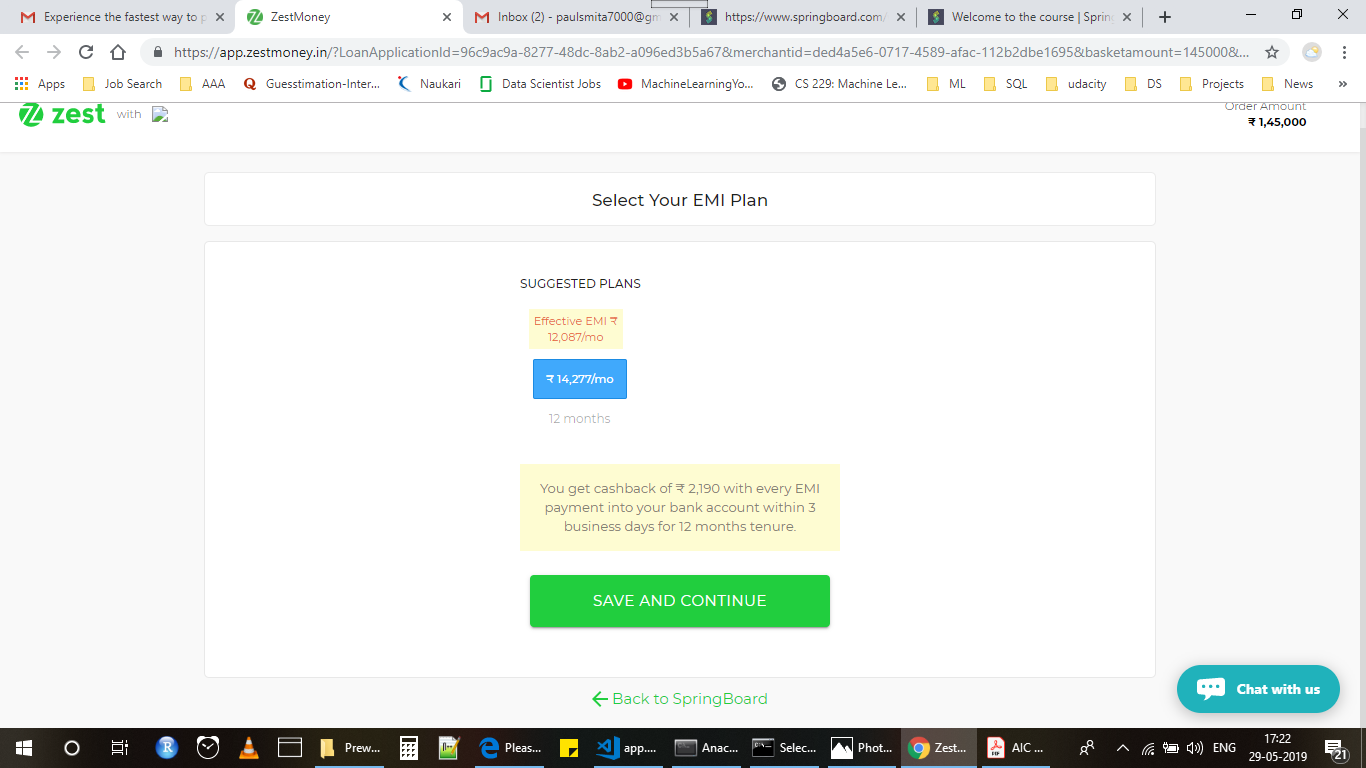 Experience the fastest way to p
ZestMoney
Inbox (2) - paulsmita7000@gm
https://www.springboard.com/
Welcome to the course | Spring
https://app.zestmoney.in/?LoanApplicationId=96c9ac9a-8277-48dc-8ab2-a096ed3b5a67&merchantid=ded4a5e6-0717-4589-afac-112b2dbe1695&basketamount=145000&...
Apps
Job Search
AAA
Guesstimation-Inter...
Naukari
Data Scientist Jobs
MachineLearningYo...
CS 229: Machine Le...
ML
SQL
udacity
DS
Projects
News
»
zest with
Order Amount
₹ 1,45,000
Select Your EMI Plan
SUGGESTED PLANS
Effective EMI ₹
12,087/mo
₹ 14,277/mo
12 months
You get cashback of ₹ 2,190 with every EMI
payment into your bank account within 3
business days for 12 months tenure.
SAVE AND CONTINUE
Back to SpringBoard
Chat with us
Prew...
Pleas...
app....
Anac...
Selec...
Phot...
Zest...
AIC ...
ENG
17:22
29-05-2019
21